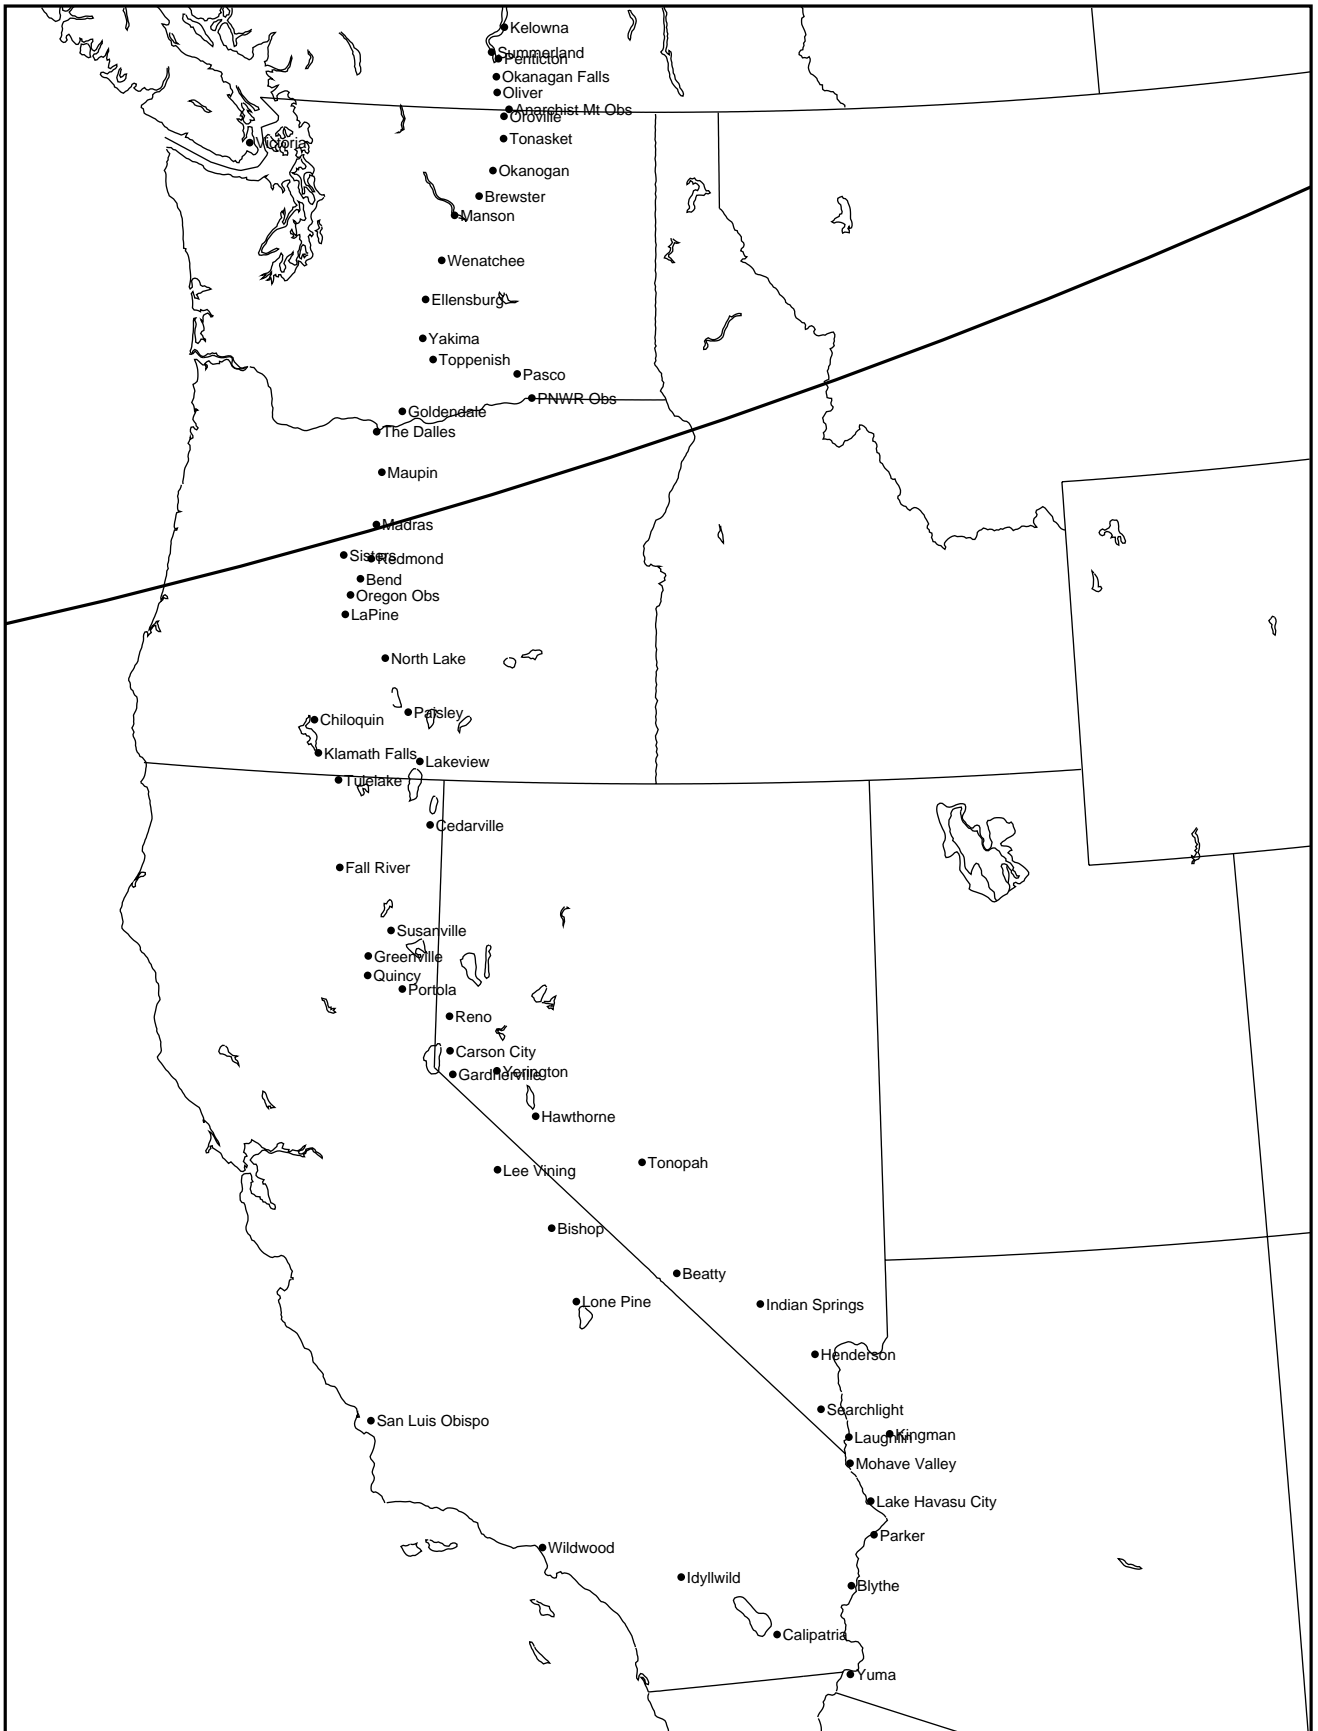 Kelowna
Summerland
Penticton
Okanagan Falls
Oliver
Anarchist Mt Obs
Oroville
Tonasket
Victoria
Okanogan
Brewster
Manson
Wenatchee
Ellensburg
Yakima
Toppenish
Pasco
PNWR Obs
Goldendale
The Dalles
Maupin
Madras
Sisters
Redmond
Bend
Oregon Obs
LaPine
North Lake
Paisley
Chiloquin
Klamath Falls
Lakeview
Tulelake
Cedarville
Fall River
Susanville
Greenville
Quincy
Portola
Reno
Carson City
Yerington
Gardnerville
Hawthorne
Tonopah
Lee Vining
Bishop
Beatty
Lone Pine
Indian Springs
Henderson
Searchlight
San Luis Obispo
Kingman
Laughlin
Mohave Valley
Lake Havasu City
Parker
Wildwood
Idyllwild
Blythe
Calipatria
Yuma